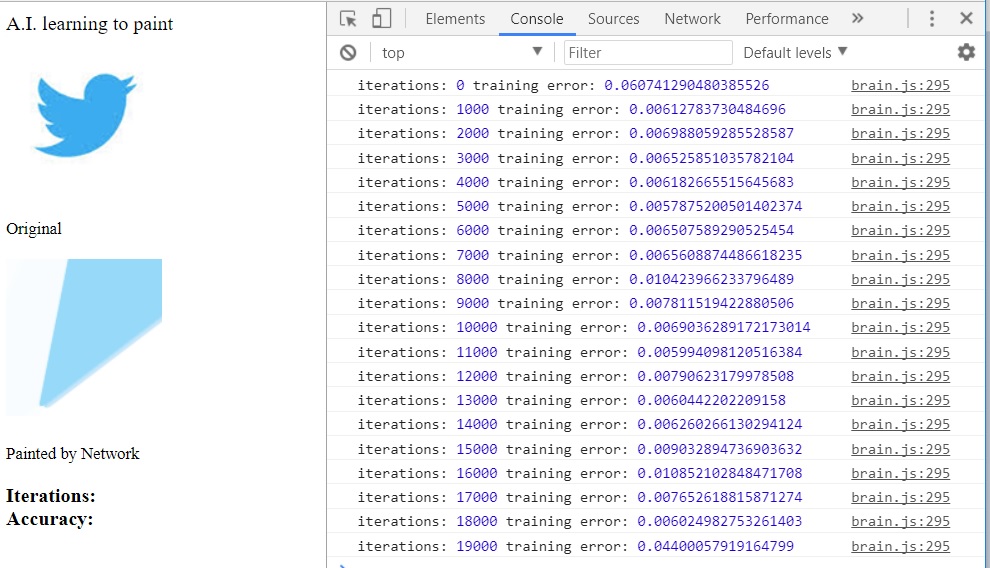 A.I. learning to paint
Original
Painted by Network
Iterations:
Accuracy:
Elements Console Sources Network Performance »
top Filter Default levels
iterations: 0 training error: 0.060741290480385526 brain.js:295
iterations: 1000 training error: 0.00612783730484696 brain.js:295
iterations: 2000 training error: 0.006988059285528587 brain.js:295
iterations: 3000 training error: 0.006525851035782104 brain.js:295
iterations: 4000 training error: 0.006182665515645683 brain.js:295
iterations: 5000 training error: 0.0057875200501402374 brain.js:295
iterations: 6000 training error: 0.006507589290525454 brain.js:295
iterations: 7000 training error: 0.0065608874486618235 brain.js:295
iterations: 8000 training error: 0.010423966233796489 brain.js:295
iterations: 9000 training error: 0.007811519422880506 brain.js:295
iterations: 10000 training error: 0.0069036289172173014 brain.js:295
iterations: 11000 training error: 0.005994098120516384 brain.js:295
iterations: 12000 training error: 0.00790623179978508 brain.js:295
iterations: 13000 training error: 0.0060442202209158 brain.js:295
iterations: 14000 training error: 0.006260266130294124 brain.js:295
iterations: 15000 training error: 0.009032894736903632 brain.js:295
iterations: 16000 training error: 0.010852102848471708 brain.js:295
iterations: 17000 training error: 0.007652618815871274 brain.js:295
iterations: 18000 training error: 0.006024982753261403 brain.js:295
iterations: 19000 training error: 0.04400057919164799 brain.js:295